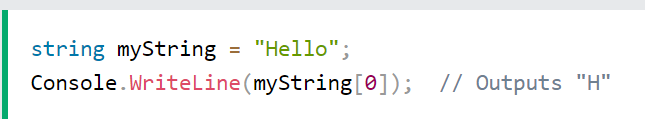 string myString = "Hello";
Console.WriteLine(myString[0]);  // Outputs "H"